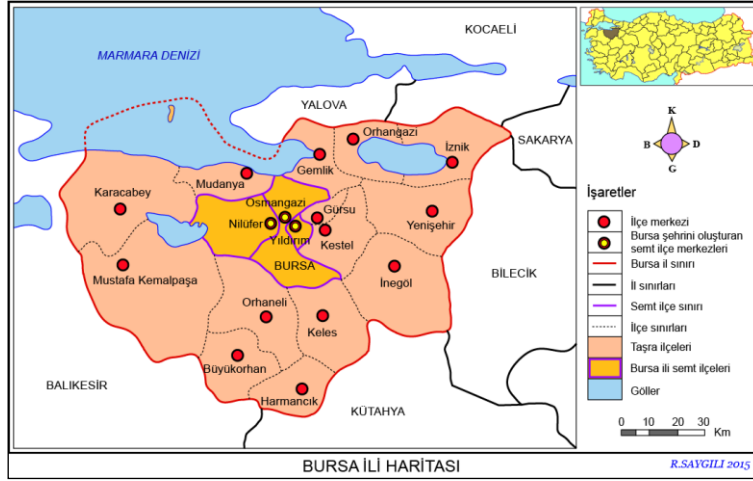 KOCAELİ
MARMARA DENİZİ
YALOVA
Orhangazi
SAKARYA
İznik
Gemlik
Mudanya
Karacabey
Osmangazi
Gürsu
Nilüfer
Yıldırım
Kestel
Yenişehir
BURSA
BİLECİK
Mustafa Kemalpaşa
İnegöl
Orhaneli
Keles
Büyükorhan
BALIKESİR
Harmancık
KÜTAHYA
K
B
D
G
İşaretler
İlçe merkezi
Bursa şehrini oluşturan
semt ilçe merkezleri
Bursa il sınırı
İl sınırları
Semt ilçe sınırı
İlçe sınırları
Taşra ilçeleri
Bursa ili semt ilçeleri
Göller
0 10 20 30
Km
BURSA İLİ HARİTASI
R.SAYGILI 2015